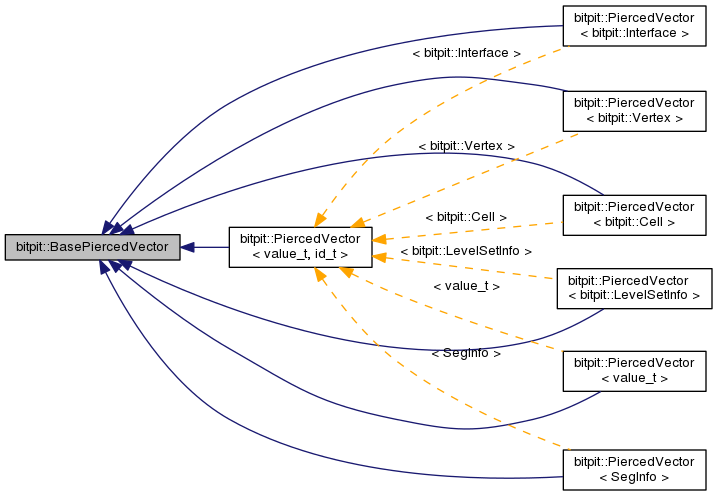 bitpit::PiercedVector
< bitpit::Interface >
< bitpit::Interface >
bitpit::PiercedVector
< bitpit::Vertex >
< bitpit::Vertex >
bitpit::PiercedVector
< bitpit::Cell >
< bitpit::Cell >
bitpit::BasePiercedVector
bitpit::PiercedVector
< value_t, id_t >
< bitpit::LevelSetInfo >
bitpit::PiercedVector
< bitpit::LevelSetInfo >
< value_t >
< SegInfo >
bitpit::PiercedVector
< value_t >
bitpit::PiercedVector
< SegInfo >